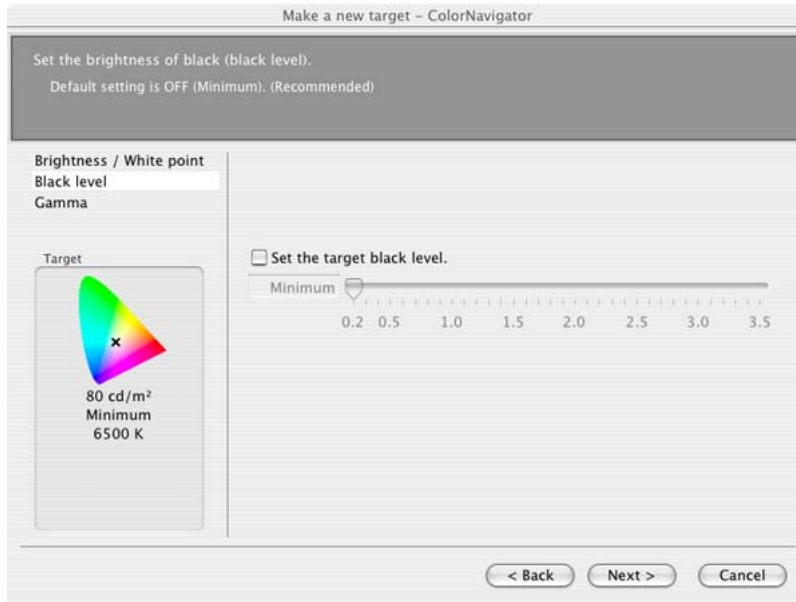 Make a new target – ColorNavigator
Set the brightness of black (black level).
Default setting is OFF (Minimum). (Recommended)
Brightness / White point
Black level
Gamma
Target
80 cd/m²
Minimum
6500 K
Set the target black level.
Minimum
0.2 0.5 1.0 1.5 2.0 2.5 3.0 3.5
< Back Next > Cancel